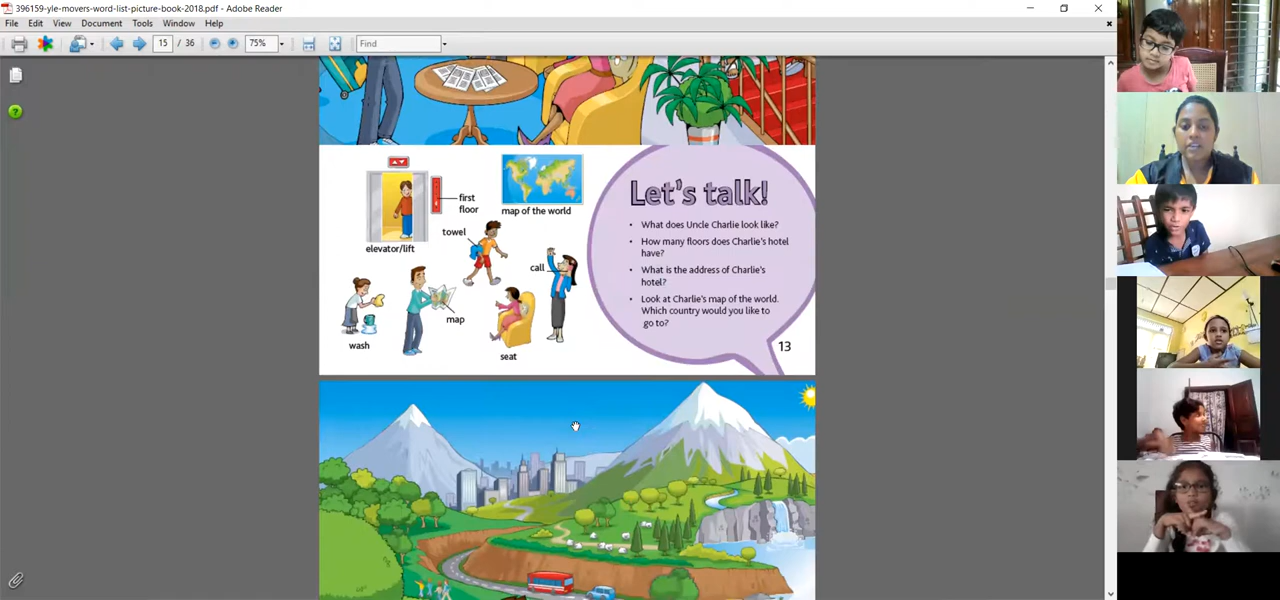 396159-yle-movers-word-list-picture-book-2018.pdf - Adobe Reader
File Edit View Document Tools Window Help
15 / 36 75% Find
first
floor
elevator/lift
map of the world
towel
call
map
wash
seat
Let's talk!
• What does Uncle Charlie look like?
• How many floors does Charlie's hotel
have?
• What is the address of Charlie's
hotel?
• Look at Charlie's map of the world.
Which country would you like to
go to?
13